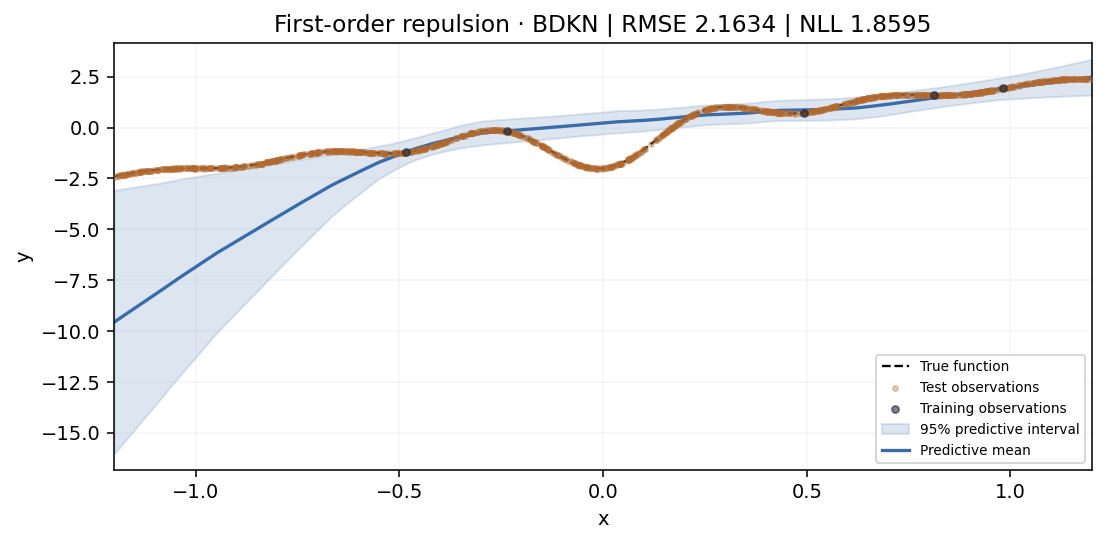 First-order repulsion · BDKN | RMSE 2.1634 | NLL 1.8595
2.5
0.0
−2.5
−5.0
−7.5
−10.0
−12.5
−15.0
y
−1.0
−0.5
0.0
0.5
1.0
x
True function
Test observations
Training observations
95% predictive interval
Predictive mean